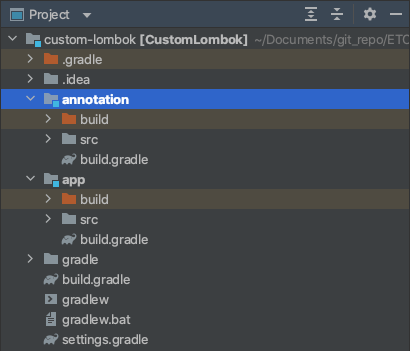 Project
custom-lombok [CustomLombok] ~/Documents/git_repo/ETC
.gradle
.idea
annotation
build
src
build.gradle
app
build
src
build.gradle
gradle
build.gradle
gradlew
gradlew.bat
settings.gradle